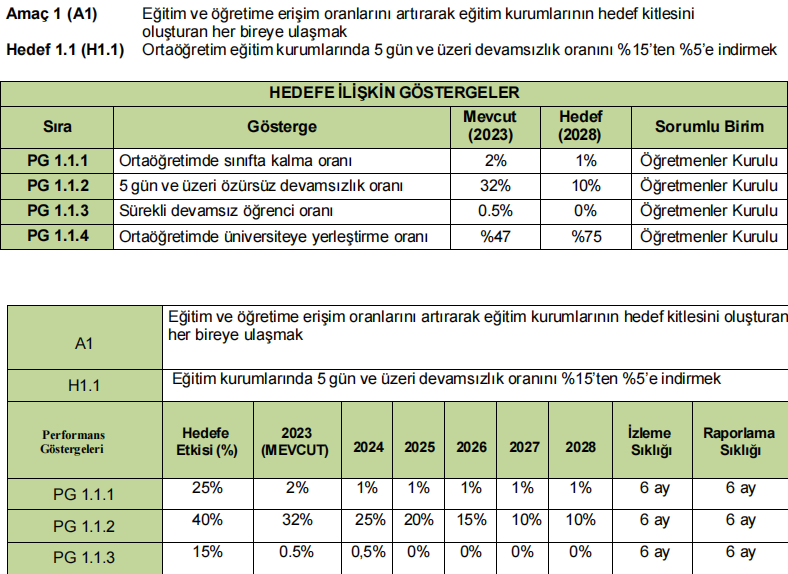 Amaç 1 (A1) Eğitim ve öğretime erişim oranlarını artırarak eğitim kurumlarının hedef kitlesini
oluşturan her bireye ulaşmak
Hedef 1.1 (H1.1) Ortaöğretim eğitim kurumlarında 5 gün ve üzeri devamsızlık oranını %15’ten %5’e indirmek
HEDEFE İLİŞKİN GÖSTERGELER
Sıra Gösterge Mevcut (2023) Hedef (2028) Sorumlu Birim
PG 1.1.1 Ortaöğretimde sınıfta kalma oranı 2% 1% Öğretmenler Kurulu
PG 1.1.2 5 gün ve üzeri özürsüz devamsızlık oranı 32% 10% Öğretmenler Kurulu
PG 1.1.3 Sürekli devamsız öğrenci oranı 0.5% 0% Öğretmenler Kurulu
PG 1.1.4 Ortaöğretimde üniversiteye yerleştirme oranı %47 %75 Öğretmenler Kurulu
A1 Eğitim ve öğretime erişim oranlarını artırarak eğitim kurumlarının hedef kitlesini oluşturan
her bireye ulaşmak
H1.1 Eğitim kurumlarında 5 gün ve üzeri devamsızlık oranını %15’ten %5’e indirmek
Performans Göstergeleri Hedefe Etkisi (%) 2023 (MEVCUT) 2024 2025 2026 2027 2028 İzleme Sıklığı Raporlama Sıklığı
PG 1.1.1 25% 2% 1% 1% 1% 1% 1% 6 ay 6 ay
PG 1.1.2 40% 32% 25% 20% 15% 10% 10% 6 ay 6 ay
PG 1.1.3 15% 0.5% 0,5% 0% 0% 0% 0% 6 ay 6 ay